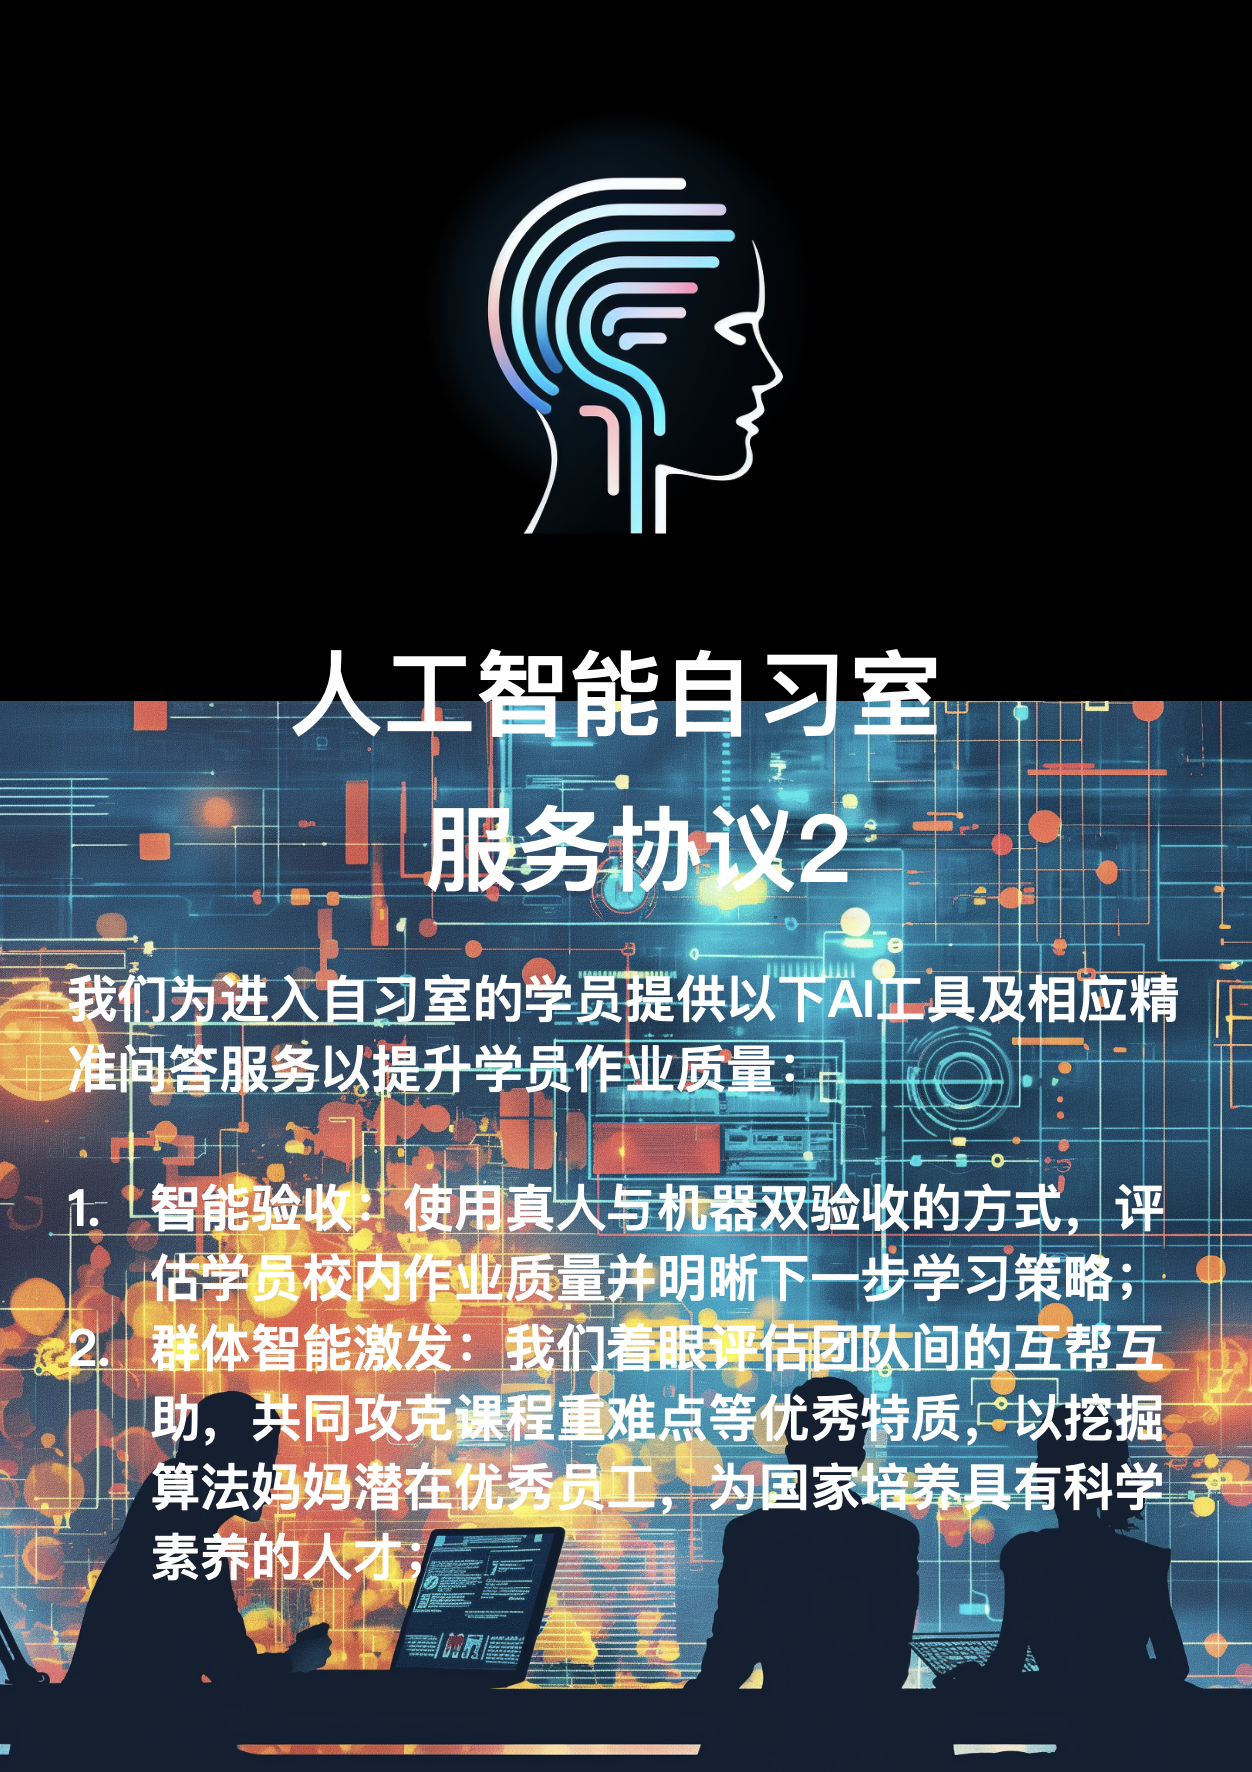 人工智能自习室
服务协议2
我们为进入自习室的学员提供以下AI工具及相应精
准问答服务以提升学员作业质量：
1. 智能验收：使用真人与机器双验收的方式，评
估学员校内作业质量并明晰下一步学习策略；
2. 群体智能激发：我们着眼评估团队间的互帮互
助，共同攻克课程重难点等优秀特质，以挖掘
算法妈妈潜在优秀员工，为国家培养具有科学
素养的人才；